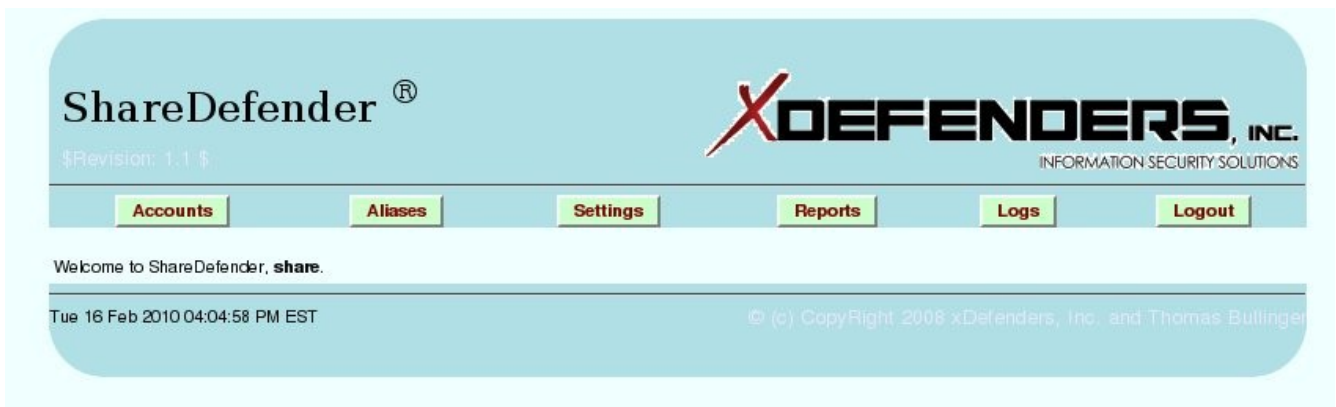 ShareDefender ®
$Revision: 1.1 $
XDEFENDERS, INC.
INFORMATION SECURITY SOLUTIONS
Accounts Aliases Settings Reports Logs Logout
Welcome to ShareDefender, share.
Tue 16 Feb 2010 04:04:58 PM EST
© (c) CopyRight 2008 xDefenders, Inc. and Thomas Bullinger